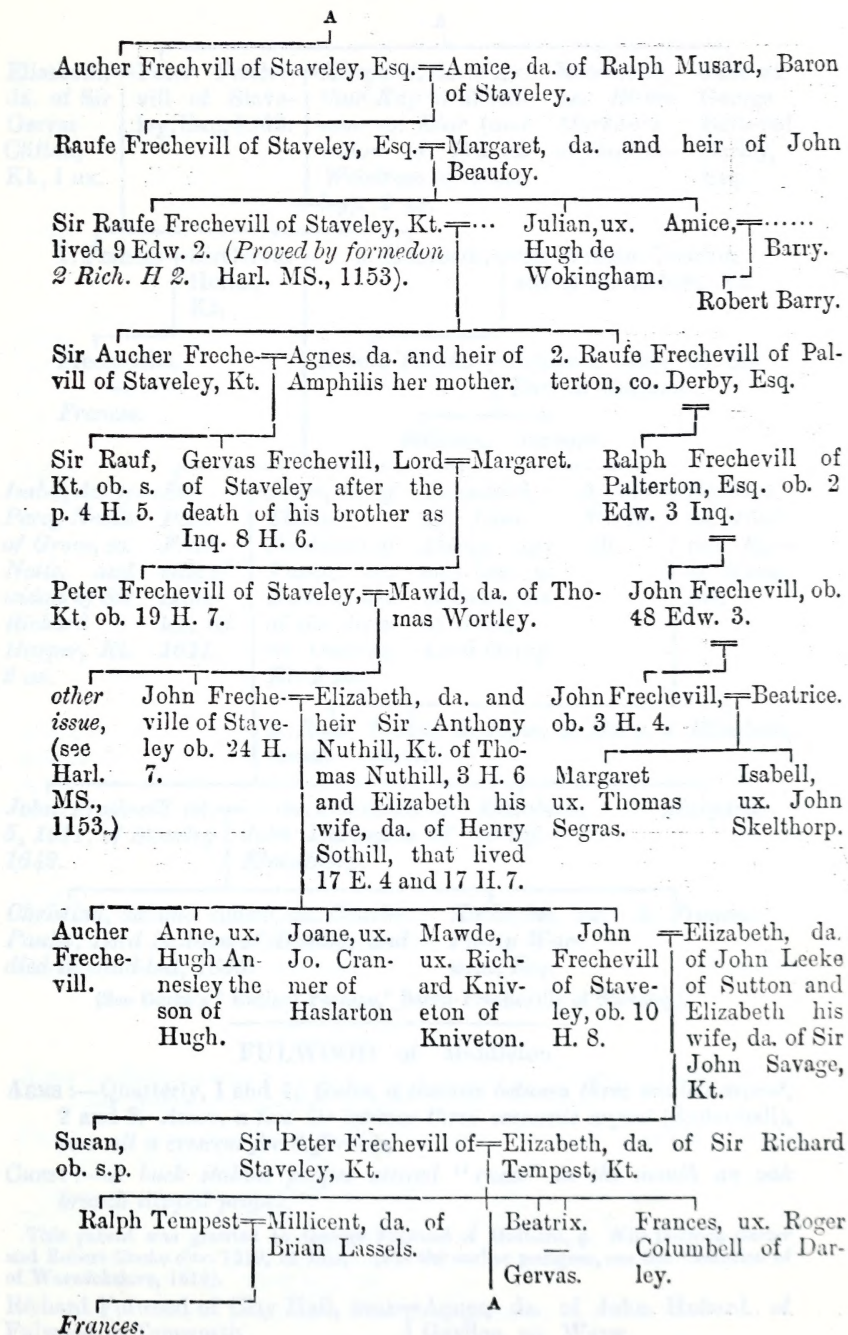 A
Aucher Frechvill of Staveley, Esq.=Amice, da. of Ralph Musard, Baron
of Staveley.
Raufe Frechevill of Staveley, Esq.=Margaret, da. and heir of John
Beaufoy.
Sir Raufe Frechevill of Staveley, Kt.=...
lived 9 Edw. 2. (Proved by formedon
2 Rich. H 2. Harl. MS., 1153).
Julian, ux.
Hugh de
Wokingham.
Amice,=......
Barry.
Robert Barry.
Sir Aucher Freche-
vill of Staveley, Kt.
=Agnes. da. and heir of
Amphilis her mother.
2. Raufe Frechevill of Pal-
terton, co. Derby, Esq.
Sir Rauf,
Kt. ob. s.
p. 4 H. 5.
Gervas Frechevill, Lord=Margaret.
of Staveley after the
death of his brother as
Inq. 8 H. 6.
Ralph Frechevill of
Palterton, Esq. ob. 2
Edw. 3 Inq.
Peter Frechevill of Staveley,
Kt. ob. 19 H. 7.
=Mawld, da. of Tho-
mas Wortley.
John Frechevill, ob.
48 Edw. 3.
other
issue,
(see
Harl.
MS.,
1153.)
John Freche-
ville of Stave-
ley ob. 24 H.
7.
=Elizabeth, da. and
heir Sir Anthony
Nuthill, Kt. of Tho-
mas Nuthill, 3 H. 6
and Elizabeth his
wife, da. of Henry
Sothill, that lived
17 E. 4 and 17 H. 7.
John Frechevill,=Beatrice.
ob. 3 H. 4.
Margaret
ux. Thomas
Segras.
Isabell,
ux. John
Skelthorp.
Aucher
Freche-
vill.
Anne, ux.
Hugh An-
nesley the
son of
Hugh.
Joane, ux.
Jo. Cran-
mer of
Haslarton
Mawde,
ux. Rich-
ard Kniv-
eton of
Kniveton.
John
Frechevill
of Stave-
ley, ob. 10
H. 8.
=Elizabeth, da.
of John Leeke
of Sutton and
Elizabeth his
wife, da. of Sir
John Savage,
Kt.
Susan,
ob. s.p.
Sir Peter Frechevill of
Staveley, Kt.
=Elizabeth, da. of Sir Richard
Tempest, Kt.
Ralph Tempest=Millicent, da. of
Brian Lassels.
Beatrix.
—
Gervas.
Frances, ux. Roger
Columbell of Dar-
ley.
Frances.
A